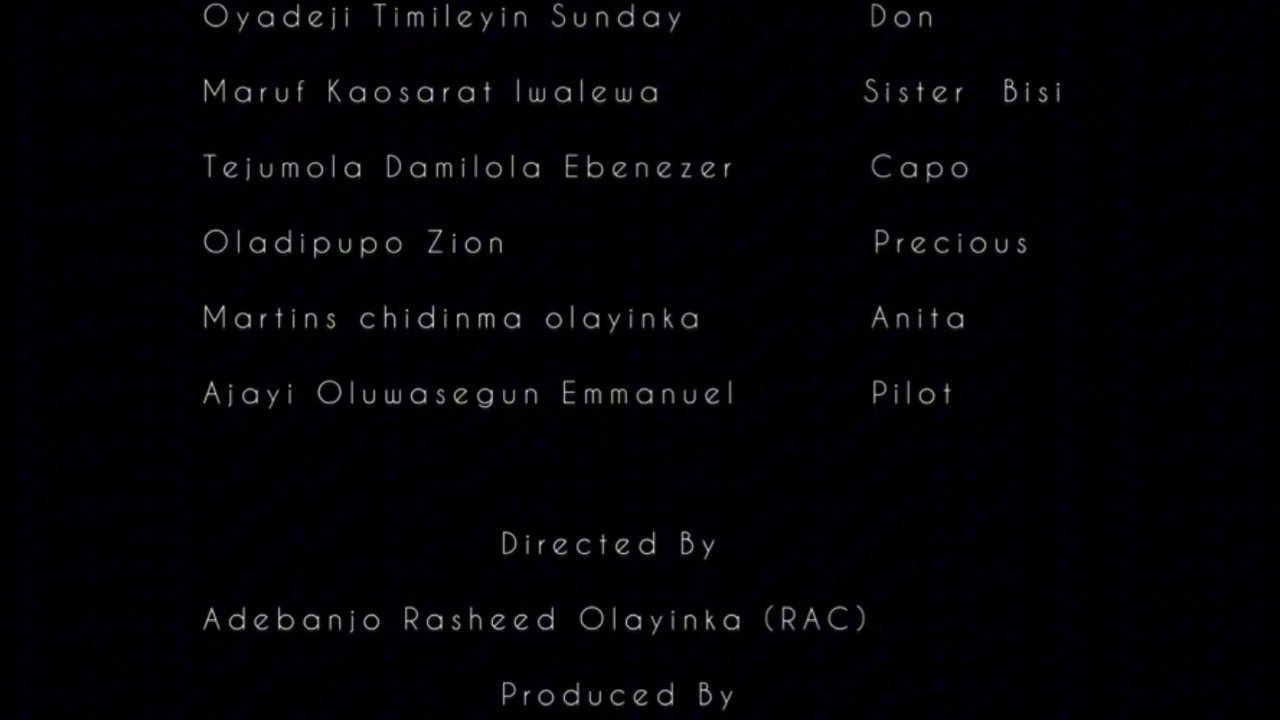 Oyadeji Timileyin Sunday Don
Maruf Kaosarat Iwalewa Sister Bisi
Tejumola Damilola Ebenezer Capo
Oladipupo Zion Precious
Martins chidinma olayinka Anita
Ajayi Oluwasegun Emmanuel Pilot
Directed By
Adebanjo Rasheed Olayinka (RAC)
Produced By